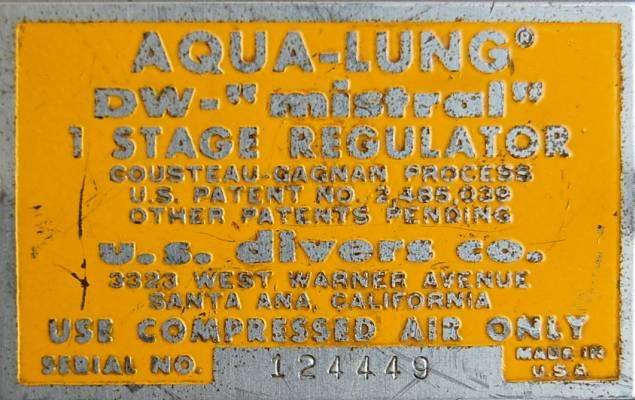 AQUA-LUNG®
DW-"mistral"
1 STAGE REGULATOR
COUSTEAU-GAGNAN PROCESS
U.S. PATENT NO. 2,485,039
OTHER PATENTS PENDING
u.s. divers co.
3323 WEST WARNER AVENUE
SANTA ANA, CALIFORNIA
USE COMPRESSED AIR ONLY
SERIAL NO. 124449
MADE IN
U.S.A.